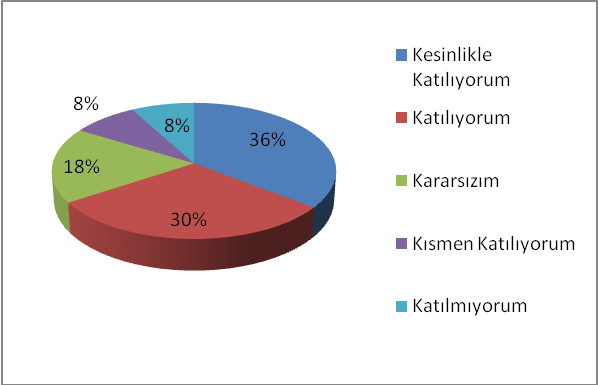 8%
8%
36%
18%
30%
Kesinlikle
Katılıyorum
Katılıyorum
Kararsızım
Kısmen Katılıyorum
Katılmıyorum